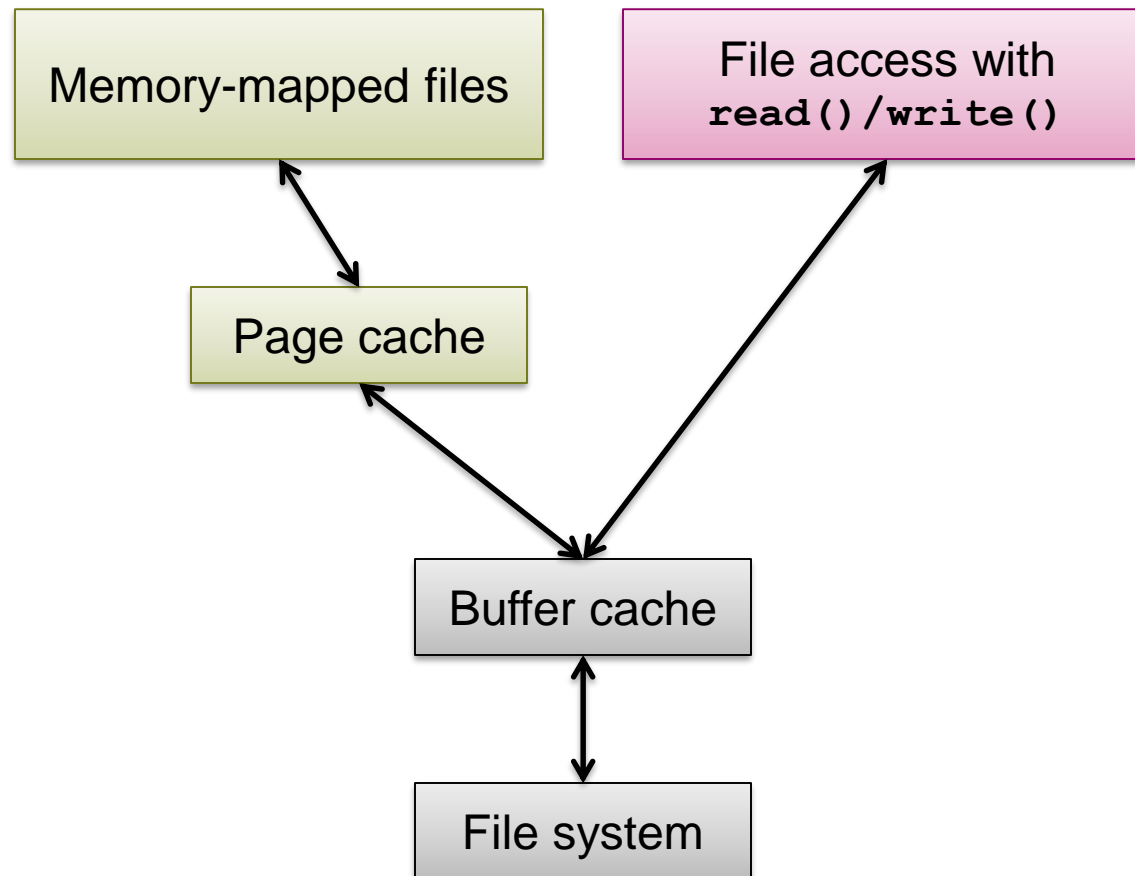 Memory-mapped files
File access with
read()/write()
Page cache
Buffer cache
File system